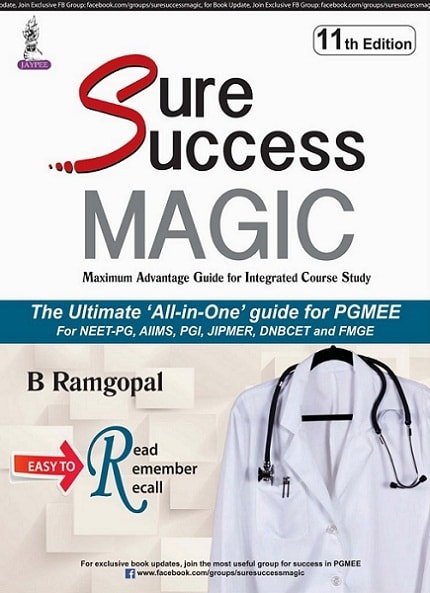 pdate, Join Exclusive FB Group: facebook.com/groups/suresuccessmagic, for Book Update, Join Exclusive FB Group: facebook.com/groups/suresuccessmag
JAYPEE
11th Edition
Sure
Success
MAGIC
Maximum Advantage Guide for Integrated Course Study
The Ultimate ‘All-in-One’ guide for PGMEE
For NEET-PG, AIIMS, PGI, JIPMER, DNBCET and FMGE
B Ramgopal
EASY TO
Read
Remember
Recall
For exclusive book updates, join the most useful group for success in PGMEE
www.facebook.com/groups/suresuccessmagic